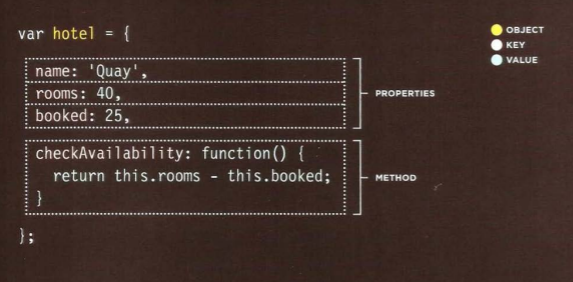 var hotel = {
name: 'Quay',
rooms: 40,
booked: 25,
checkAvailability: function() {
return this.rooms - this.booked;
}
};
OBJECT
KEY
VALUE
PROPERTIES
METHOD